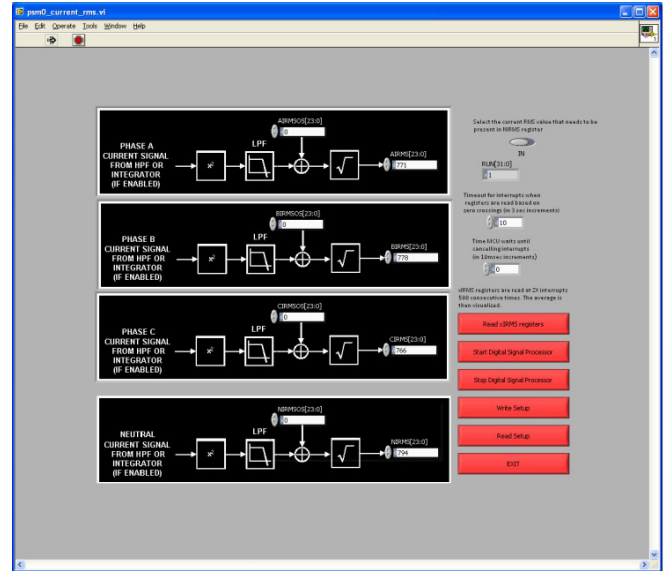 psm0_current_rms.vi
File Edit Operate Tools Window Help
AIRMSOS[23:0]
0
PHASE A
CURRENT SIGNAL
FROM HPF OR
INTEGRATOR
(IF ENABLED)
x²
LPF
√
AIRMS[23:0]
771
BIRMSOS[23:0]
0
PHASE B
CURRENT SIGNAL
FROM HPF OR
INTEGRATOR
(IF ENABLED)
x²
LPF
√
BIRMS[23:0]
778
CIRMSOS[23:0]
0
PHASE C
CURRENT SIGNAL
FROM HPF OR
INTEGRATOR
(IF ENABLED)
x²
LPF
√
CIRMS[23:0]
766
NIRMSOS[23:0]
0
NEUTRAL
CURRENT SIGNAL
FROM HPF OR
INTEGRATOR
(IF ENABLED)
x²
LPF
√
NIRMS[23:0]
794
Select the current RMS value that needs to be
present in NIRMS register
IN
RUN[31:0]
1
Timeout for interrupts when
registers are read based on
zero crossings (in 3 sec increments)
10
Time MCU waits until
cancelling interrupts
(in 10msec increments)
0
xIRMS registers are read at ZX interrupts
500 consecutive times. The average is
then visualized.
Read xIRMS registers
Start Digital Signal Processor
Stop Digital Signal Processor
Write Setup
Read Setup
EXIT